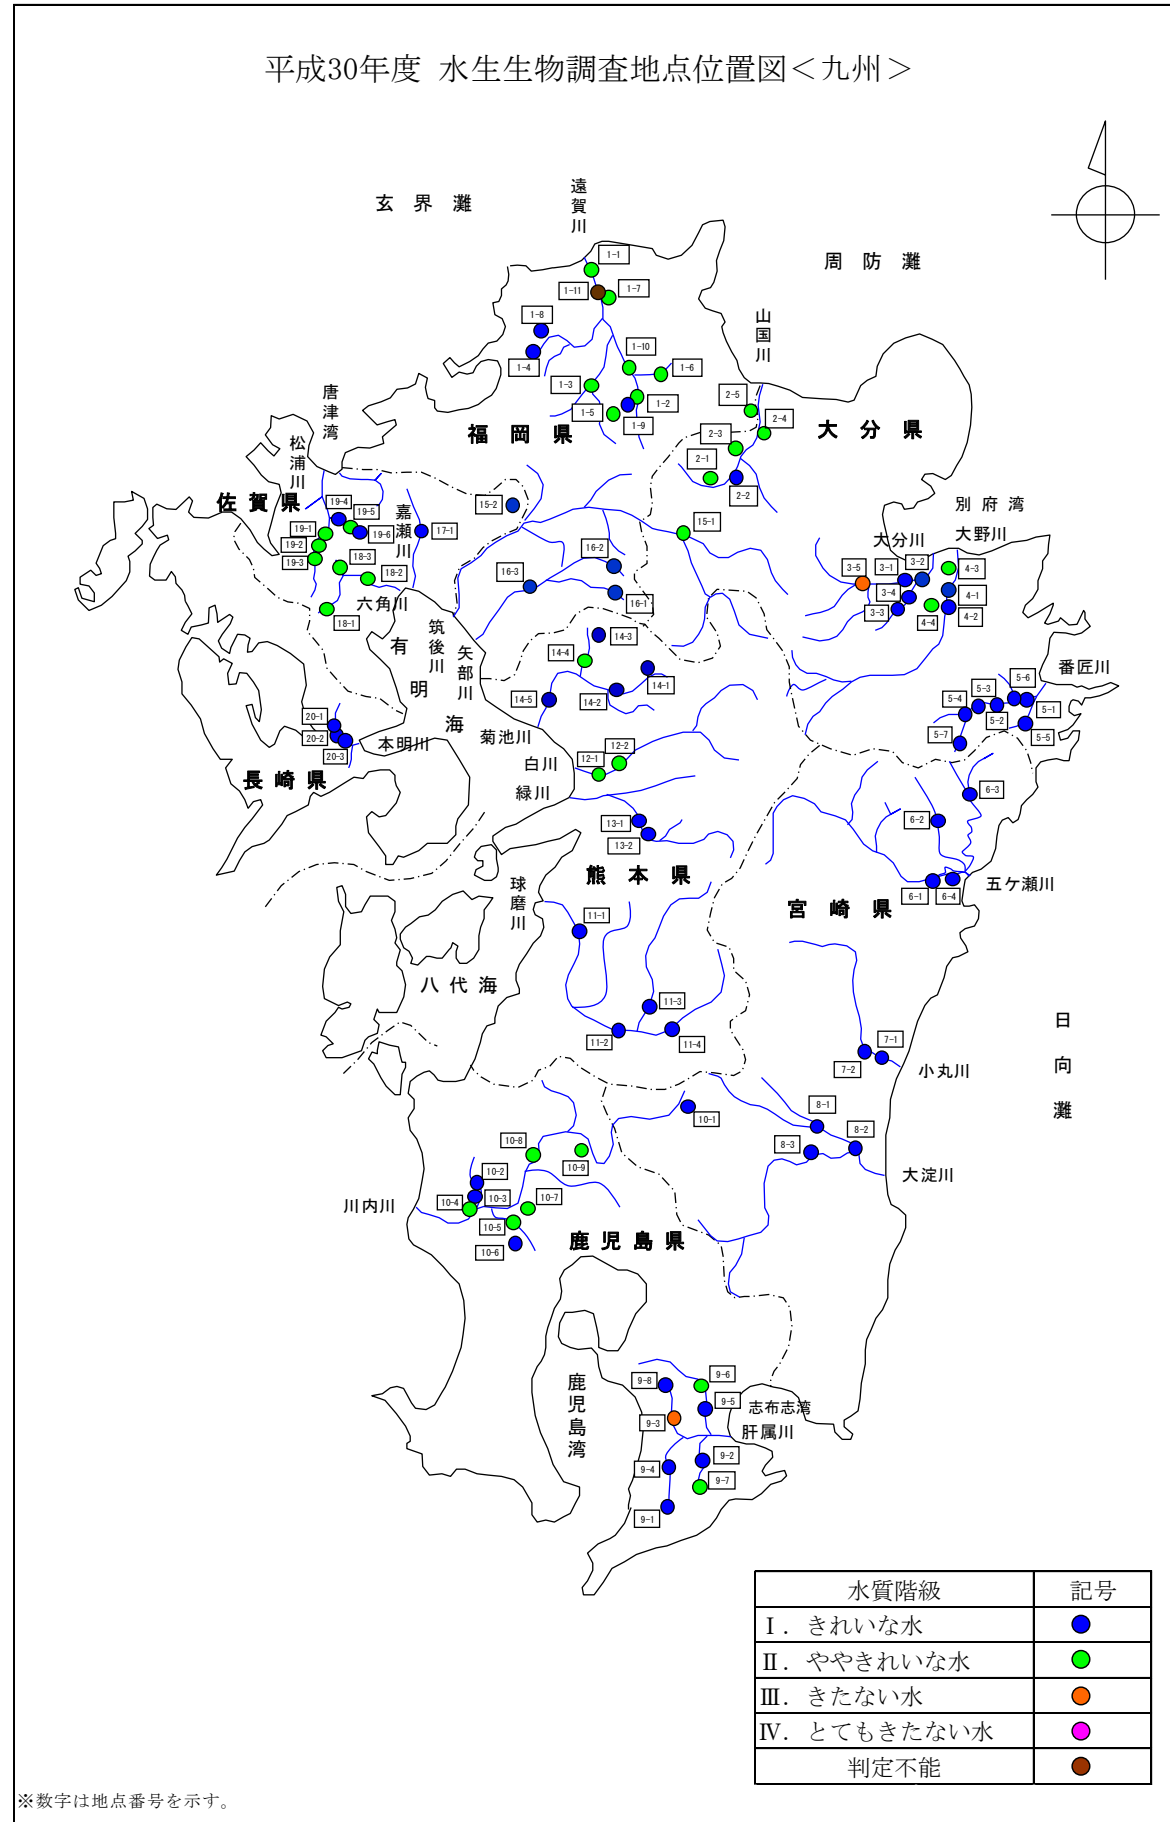 平成30年度 水生生物調査地点位置図＜九州＞
玄界灘
遠賀川
周防灘
1-1
1-11
1-7
1-8
山国川
1-10
1-4
1-6
1-3
唐津湾
1-2
2-5
1-5
2-4
1-9
福岡県
大分県
松浦川
2-3
2-1
2-2
佐賀県
19-4
嘉瀬川
15-2
別府湾
19-5
15-1
大野川
19-1
19-6
17-1
大分川
19-2
16-2
3-2
19-3
18-3
3-1
4-3
16-3
3-5
18-2
3-4
4-1
16-1
六角川
3-3
4-2
18-1
4-4
筑後川
有明海
14-3
矢部川
14-4
番匠川
5-6
14-1
5-3
14-5
14-2
5-4
5-1
20-1
5-2
20-2
菊池川
5-5
本明川
5-7
20-3
12-2
白川
12-1
長崎県
緑川
6-3
13-1
6-2
13-2
熊本県
球磨川
五ケ瀬川
6-1
6-4
宮崎県
11-1
八代海
11-3
日向灘
11-2
11-4
7-1
7-2
小丸川
8-1
10-1
8-2
10-8
8-3
10-9
10-2
大淀川
川内川
10-4
10-3
10-7
10-5
鹿児島県
10-6
鹿児島湾
9-6
9-8
9-5
志布志湾
9-3
肝属川
9-2
9-4
9-7
9-1
水質階級 記号
Ⅰ．きれいな水
Ⅱ．ややきれいな水
Ⅲ．きたない水
Ⅳ．とてもきたない水
判定不能
※数字は地点番号を示す。